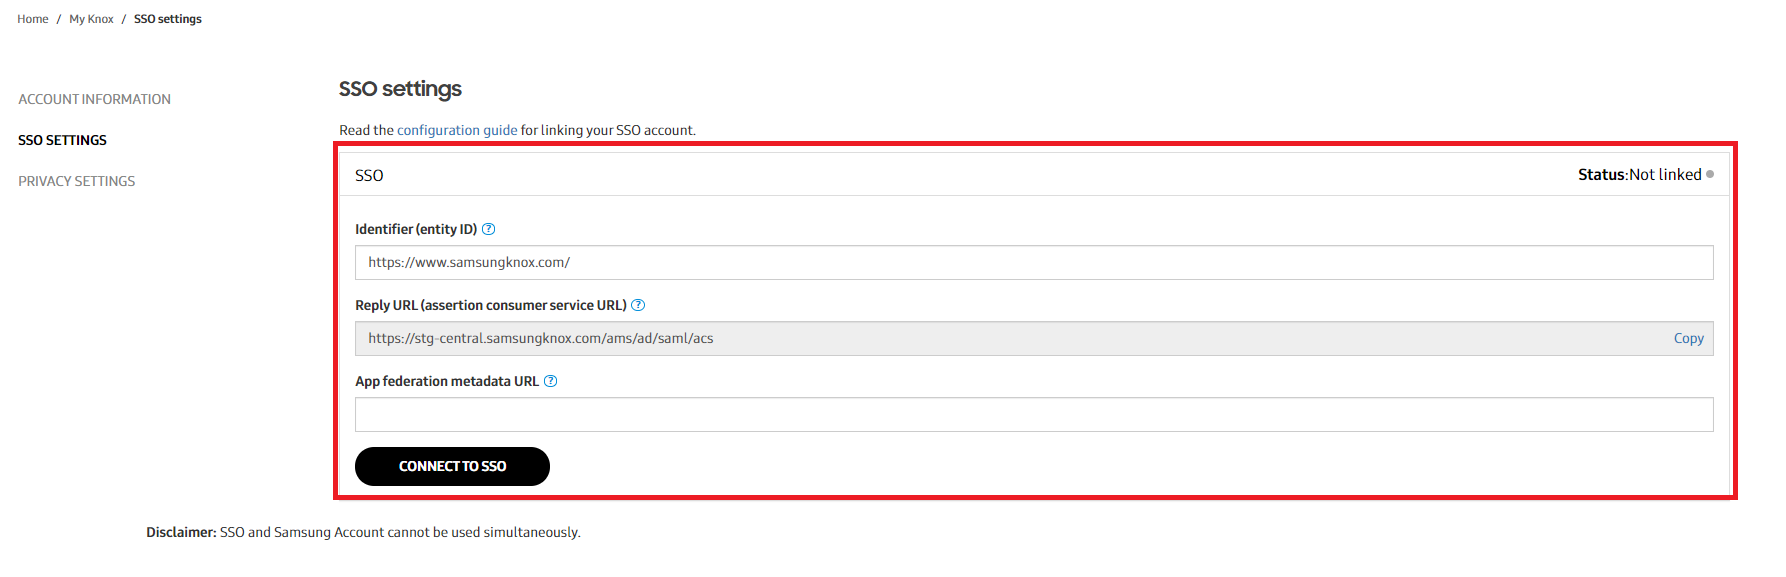 Home / My Knox / SSO settings
ACCOUNT INFORMATION
SSO SETTINGS
PRIVACY SETTINGS
SSO settings
Read the configuration guide for linking your SSO account.
SSO
Status:Not linked
Identifier (entity ID) ?
https://www.samsungknox.com/
Reply URL (assertion consumer service URL) ?
https://stg-central.samsungknox.com/ams/ad/saml/acs
Copy
App federation metadata URL ?
CONNECT TO SSO
Disclaimer: SSO and Samsung Account cannot be used simultaneously.